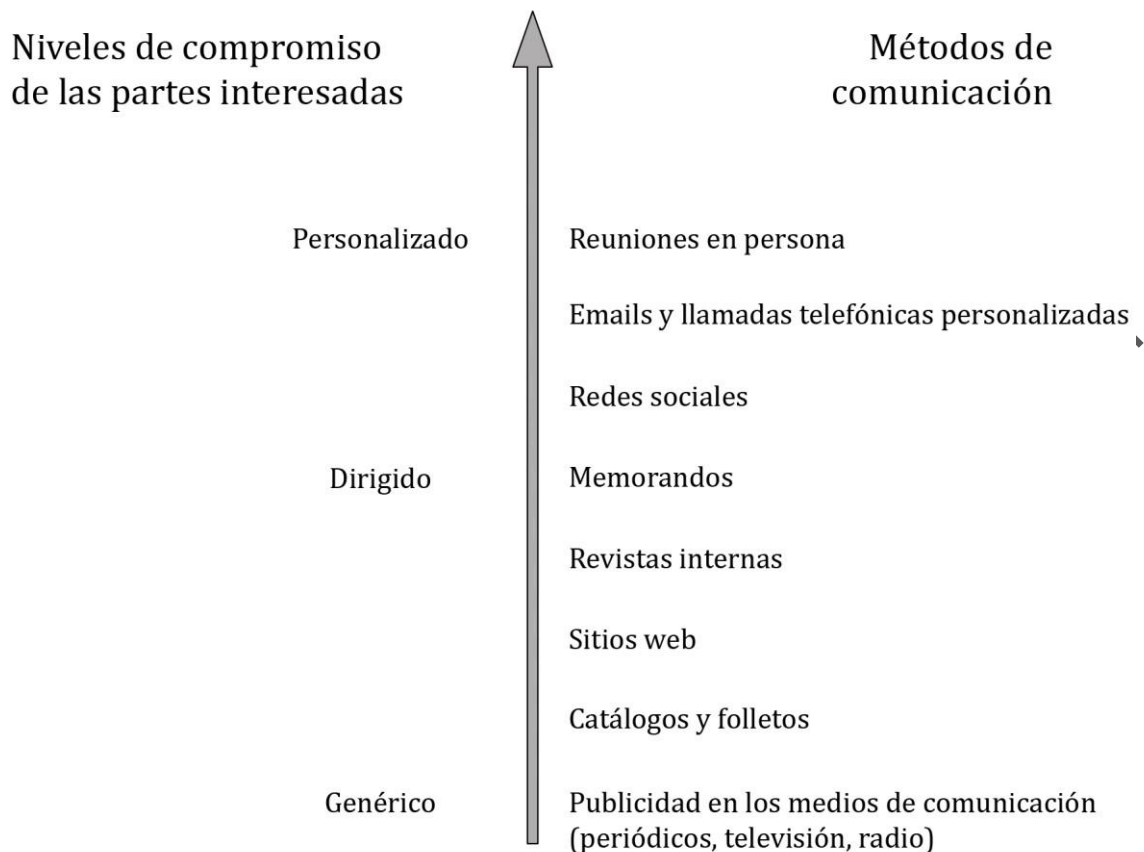 Niveles de compromiso
de las partes interesadas
Métodos de
comunicación
Personalizado
Reuniones en persona
Emails y llamadas telefónicas personalizadas
Redes sociales
Dirigido
Memorandos
Revistas internas
Sitios web
Catálogos y folletos
Genérico
Publicidad en los medios de comunicación
(periódicos, televisión, radio)